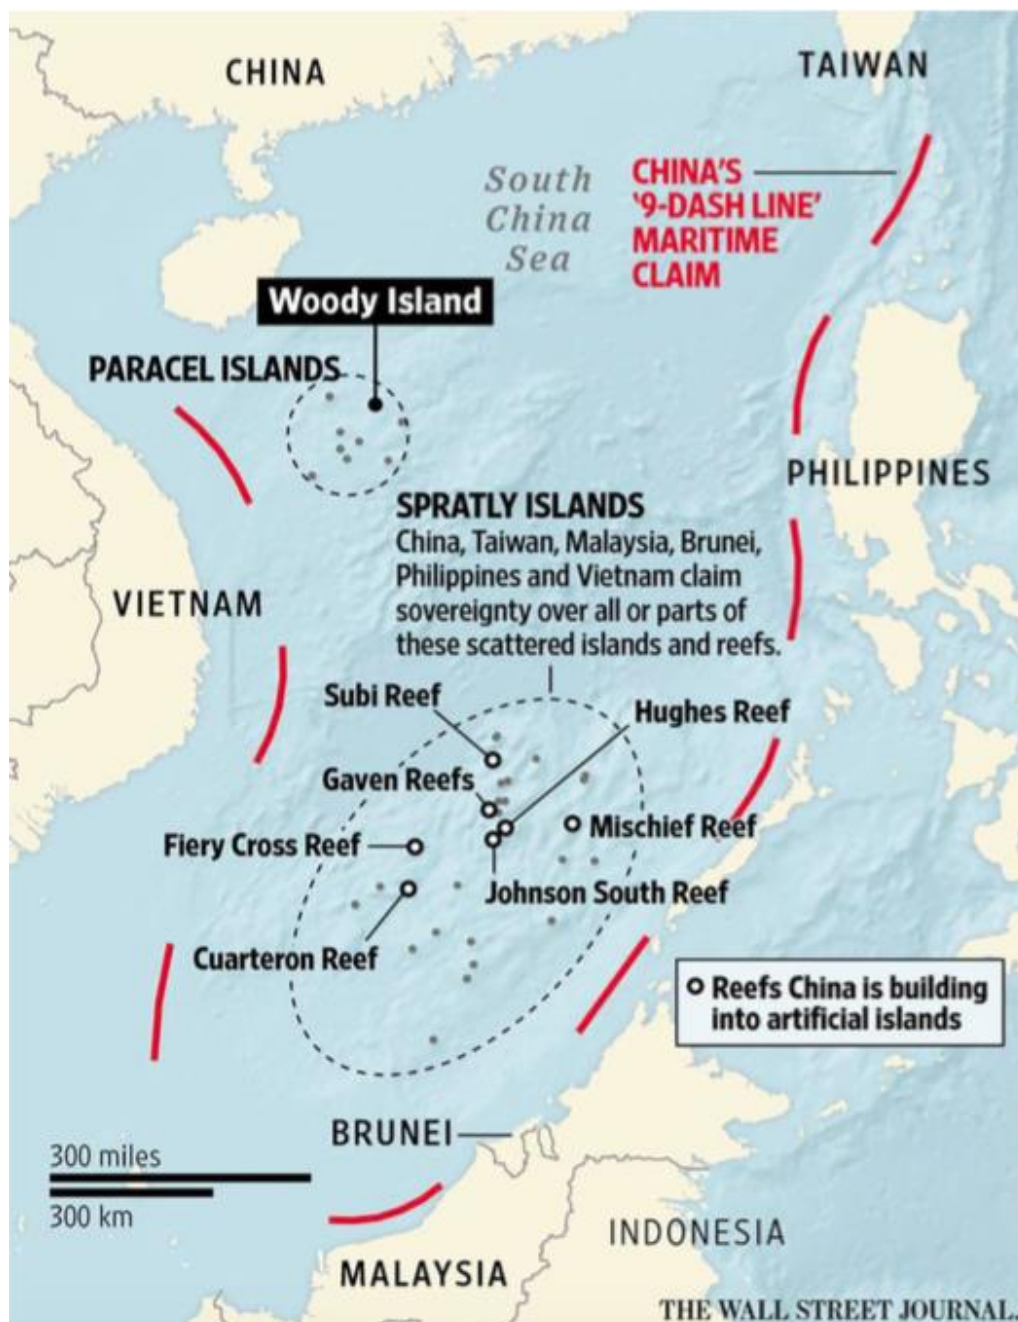 CHINA
TAIWAN
South
China
Sea
CHINA'S
'9-DASH LINE'
MARITIME
CLAIM
Woody Island
PARACEL ISLANDS
PHILIPPINES
SPRATLY ISLANDS
China, Taiwan, Malaysia, Brunei,
Philippines and Vietnam claim
sovereignty over all or parts of
these scattered islands and reefs.
VIETNAM
Subi Reef
Hughes Reef
Gaven Reefs
Mischief Reef
Fiery Cross Reef
Johnson South Reef
Cuarteron Reef
Reefs China is building
into artificial islands
BRUNEI
300 miles
300 km
INDONESIA
MALAYSIA
THE WALL STREET JOURNAL.